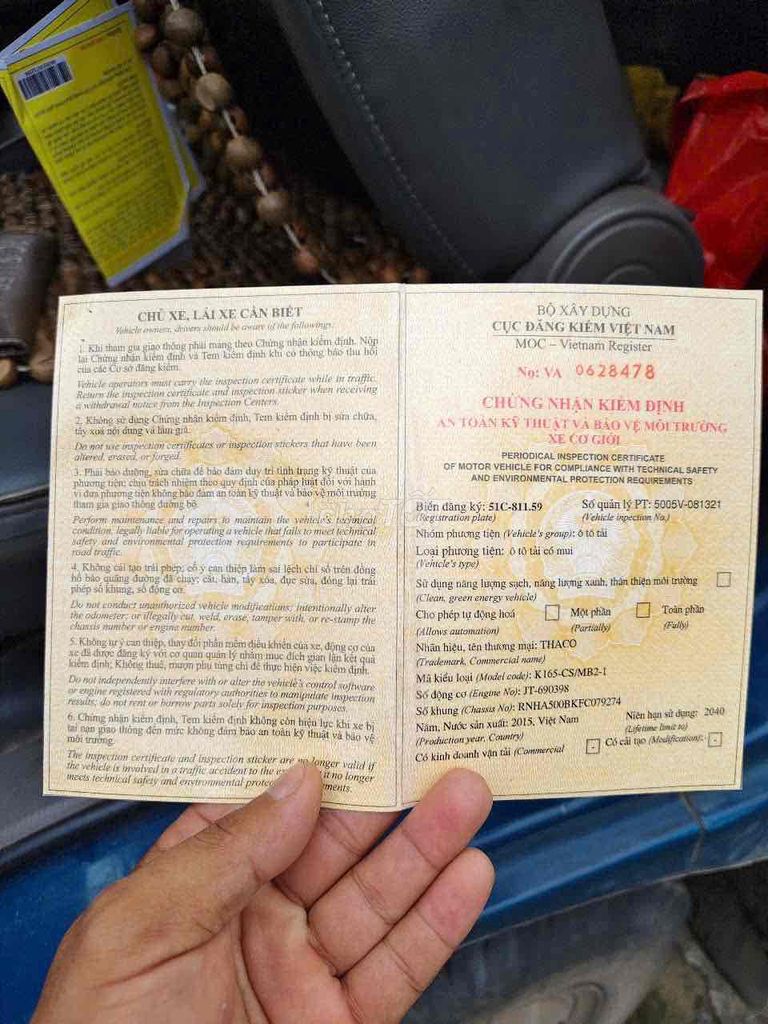 CHỦ XE, LÁI XE CẦN BIẾT
Vehicle owners, drivers should be aware of the followings
1. Khi tham gia giao thông phải mang theo Chứng nhận kiểm định. Nộp
lại Chứng nhận kiểm định và Tem kiểm định khi có thông báo thu hồi
của các Cơ sở đăng kiểm.
Vehicle operators must carry the inspection certificate while in traffic.
Return the inspection certificate and inspection sticker when receiving
a withdrawal notice from the Inspection Centers.
2. Không sử dụng Chứng nhận kiểm định, Tem kiểm định bị sửa chữa,
tẩy xóa nội dung và làm giả.
Do not use inspection certificates or inspection stickers that have been
altered, erased, or forged.
3. Phải bảo dưỡng, sửa chữa để bảo đảm duy trì tình trạng kỹ thuật của
phương tiện; chịu trách nhiệm theo quy định của pháp luật đối với hành
vi đưa phương tiện không bảo đảm an toàn kỹ thuật và bảo vệ môi trường
tham gia giao thông đường bộ.
Perform maintenance and repairs to maintain the vehicle's technical
condition, legally liable for operating a vehicle that fails to meet technical
safety and environmental protection requirements to participate in
road traffic.
4. Không cải tạo trái phép; cố ý can thiệp làm sai lệch chỉ số trên đồng
hồ báo quãng đường đã chạy; cắt, hàn, tẩy xóa, đục sửa, đóng lại trái
phép số khung, số động cơ.
Do not conduct unauthorized vehicle modifications; intentionally alter
the odometer; or illegally cut, weld, erase, tamper with, or re-stamp the
chassis number or engine number.
5. Không tự ý can thiệp, thay đổi phần mềm điều khiển của xe, động cơ của
xe đã được đăng ký với cơ quan quản lý nhằm mục đích gian lận kết quả
kiểm định; Không thuê, mượn phụ tùng chỉ để thực hiện việc kiểm định.
Do not independently interfere with or alter the vehicle's control software
or engine registered with regulatory authorities to manipulate inspection
results; do not rent or borrow parts solely for inspection purposes.
6. Chứng nhận kiểm định, Tem kiểm định không còn hiệu lực khi xe bị
tai nạn giao thông đến mức không đảm bảo an toàn kỹ thuật và bảo vệ
môi trường.
The inspection certificate and inspection sticker are no longer valid if
the vehicle is involved in a traffic accident to the it no longer
meets technical safety and environmental
BỘ XÂY DỰNG
CỤC ĐĂNG KIỂM VIỆT NAM
MOC – Vietnam Register
No: VA 0628478
CHỨNG NHẬN KIỂM ĐỊNH
AN TOÀN KỸ THUẬT VÀ BẢO VỆ MÔI TRƯỜNG
XE CƠ GIỚI
PERIODICAL INSPECTION CERTIFICATE
OF MOTOR VEHICLE FOR COMPLIANCE WITH TECHNICAL SAFETY
AND ENVIRONMENTAL PROTECTION REQUIREMENTS
Biển đăng ký: 51C-811.59 Số quản lý PT: 5005V-081321
(Registration plate) (Vehicle inpection No.)
Nhóm phương tiện (Vehicle's group): ô tô tải
Loại phương tiện: ô tô tải có mui
(Vehicle's type)
Sử dụng năng lượng sạch, năng lượng xanh, thân thiện môi trường
(Clean, green energy vehicle)
Cho phép tự động hoá Một phần Toàn phần
(Allows automation) (Partially) (Fully)
Nhãn hiệu, tên thương mại: THACO
(Trademark, Commercial name)
Mã kiểu loại (Model code): K165-CS/MB2-1
Số động cơ (Engine No): JT-690398
Số khung (Chassis No): RNHA500BKFC079274
Năm, Nước sản xuất: 2015, Việt Nam Niên hạn sử dụng: 2040
(Production year, Country) (Lifetime limit to)
Có kinh doanh vận tải (Commercial Có cải tạo (Modification):